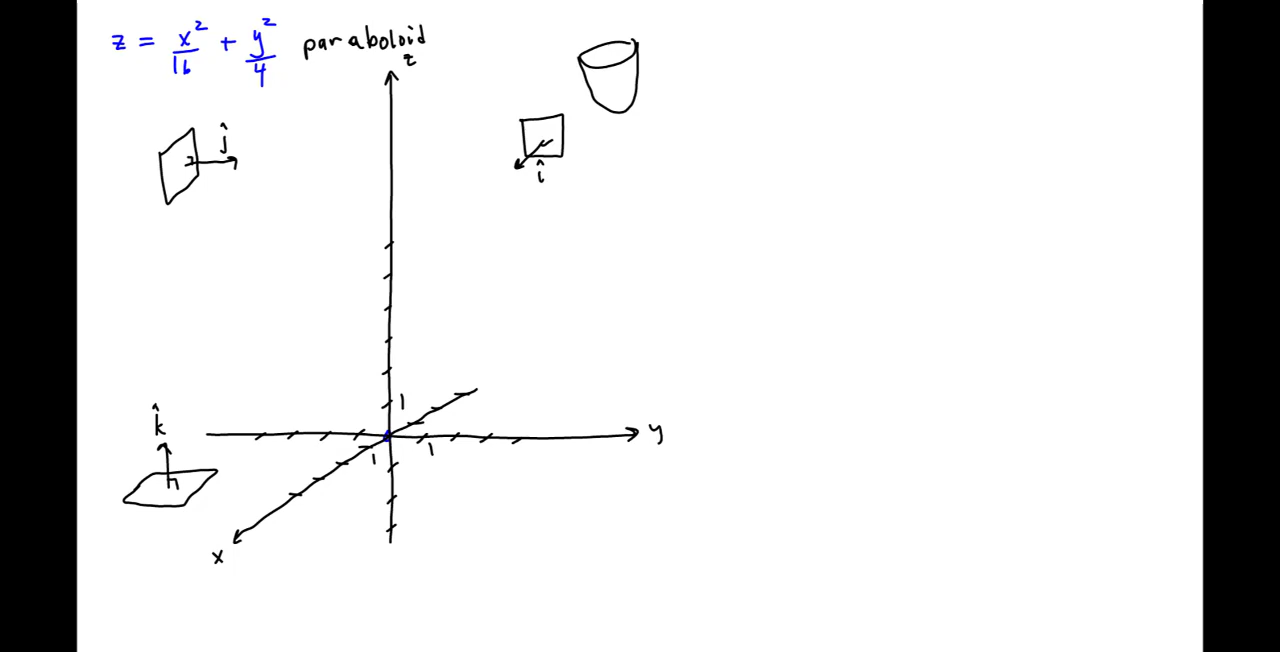 z = x²/16 + y²/4 paraboloid
z
ĵ
î
1
k̂
y
1
1
x